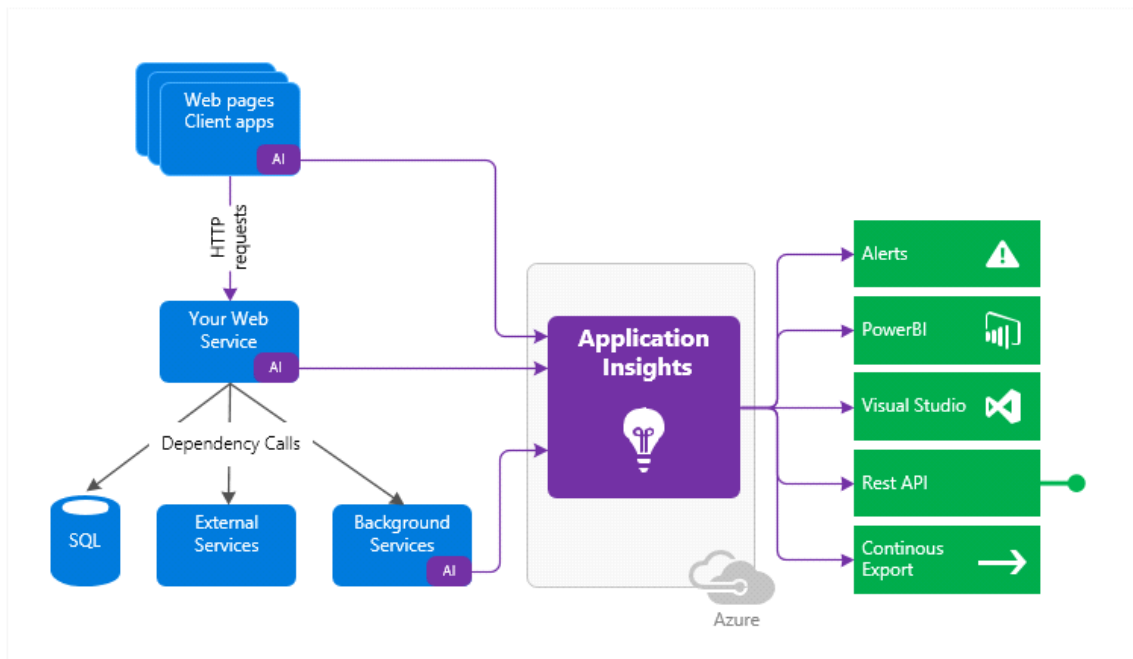 Web pages
Client apps
AI
HTTP
requests
Your Web
Service
AI
Dependency Calls
SQL
External
Services
Background
Services
AI
Application
Insights
Azure
Alerts
PowerBI
Visual Studio
Rest API
Continous
Export